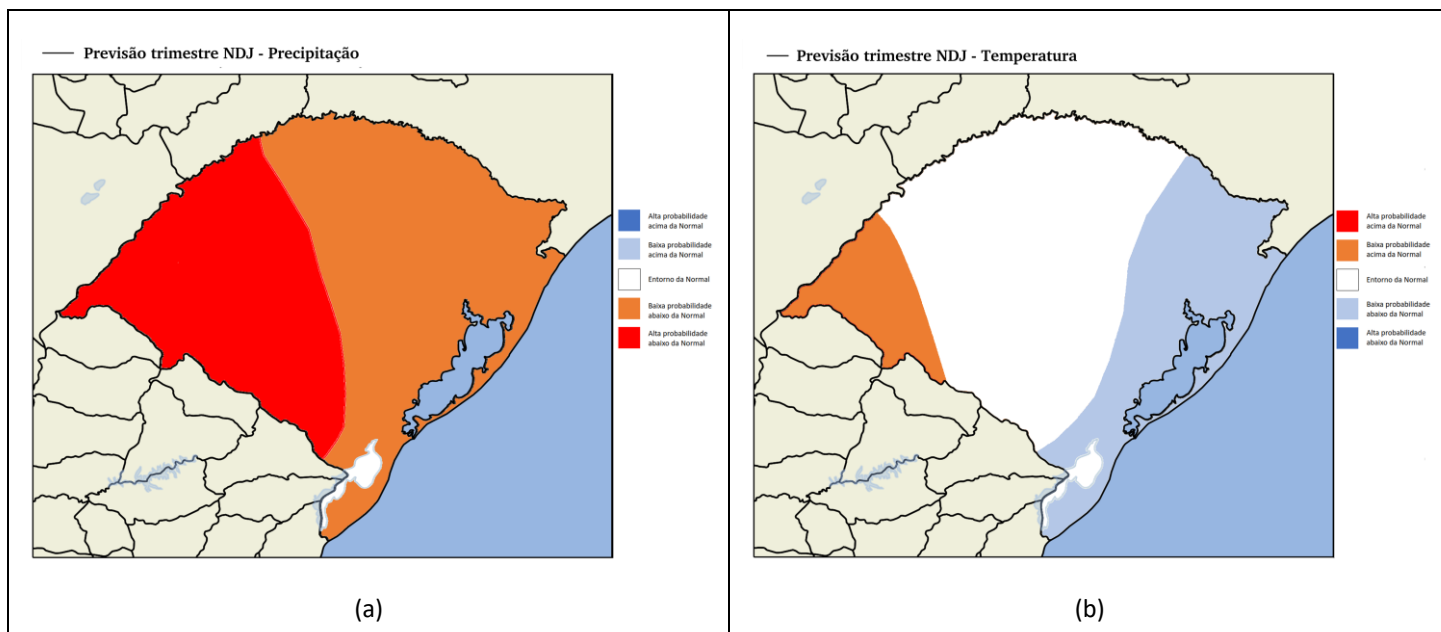 Previsão trimestre NDJ - Precipitação
Alta probabilidade
acima da Normal
Baixa probabilidade
acima da Normal
Entorno da Normal
Baixa probabilidade
abaixo da Normal
Alta probabilidade
abaixo da Normal
(a)
Previsão trimestre NDJ - Temperatura
Alta probabilidade
acima da Normal
Baixa probabilidade
acima da Normal
Entorno da Normal
Baixa probabilidade
abaixo da Normal
Alta probabilidade
abaixo da Normal
(b)